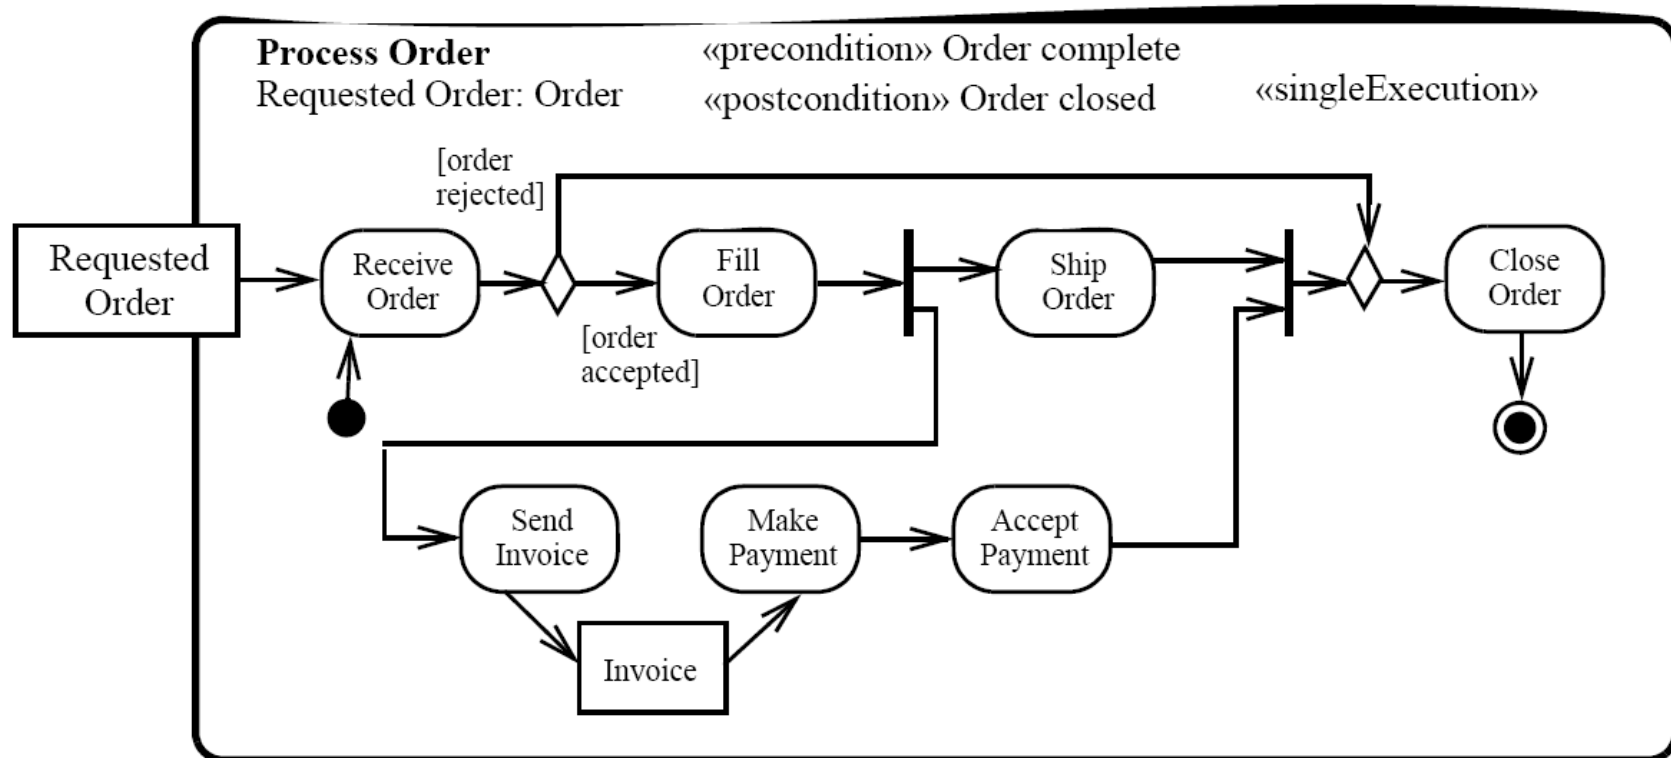 Process Order
Requested Order: Order
«precondition» Order complete
«postcondition» Order closed
«singleExecution»
[order
rejected]
Requested
Order
Receive
Order
Fill
Order
Ship
Order
Close
Order
[order
accepted]
Send
Invoice
Make
Payment
Accept
Payment
Invoice